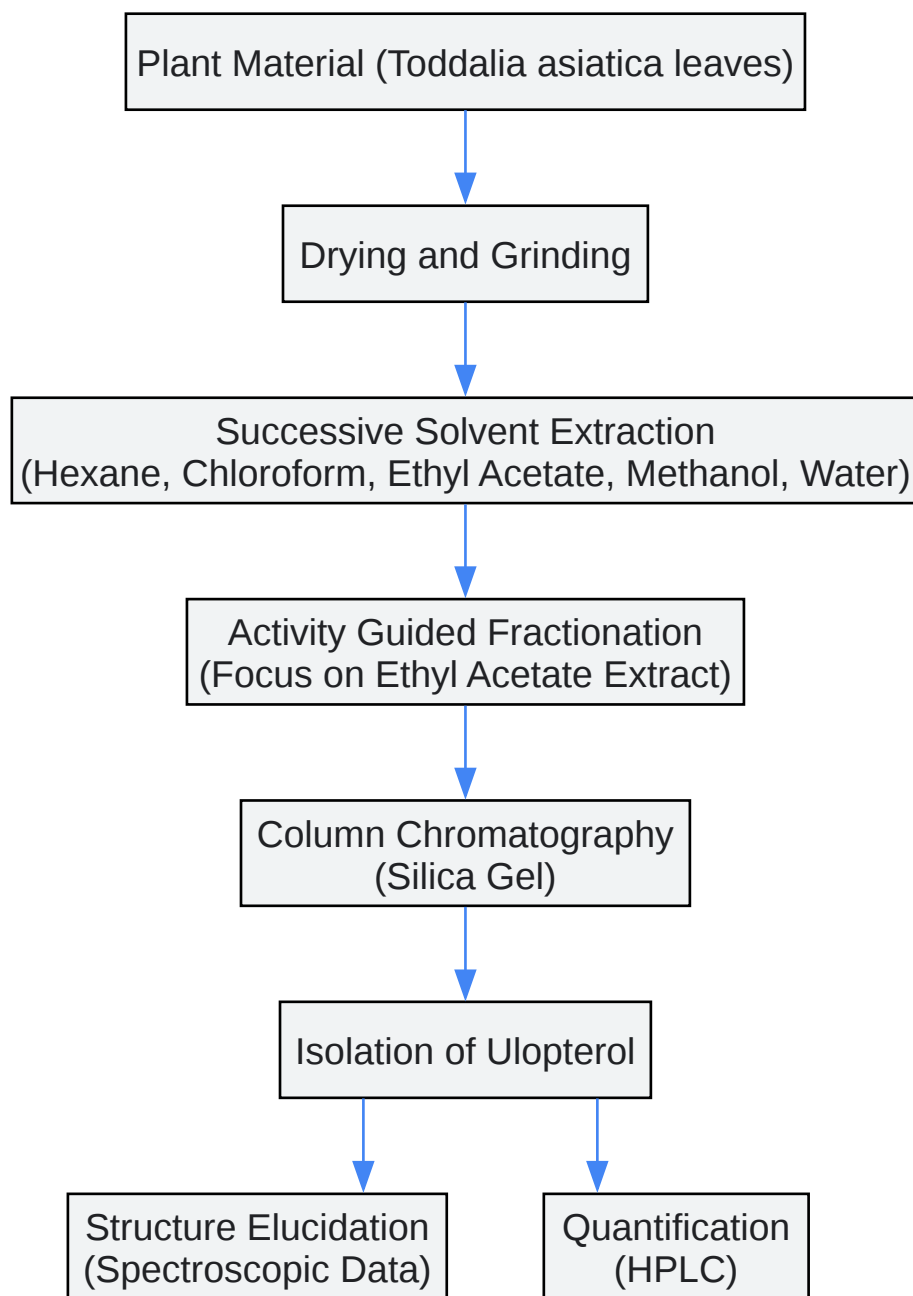 Plant Material (Toddalia asiatica leaves)
Drying and Grinding
Successive Solvent Extraction
(Hexane, Chloroform, Ethyl Acetate, Methanol, Water)
Activity Guided Fractionation
(Focus on Ethyl Acetate Extract)
Column Chromatography
(Silica Gel)
Isolation of Ulopterol
Structure Elucidation
(Spectroscopic Data)
Quantification
(HPLC)